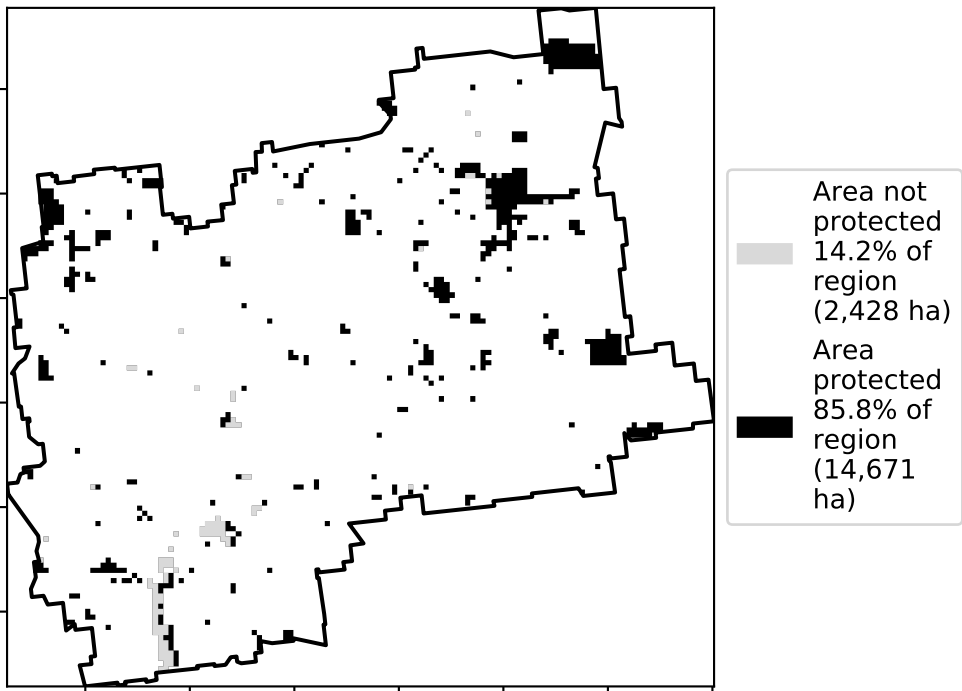 Area not
protected
14.2% of
region
(2,428 ha)
Area
protected
85.8% of
region
(14,671
ha)